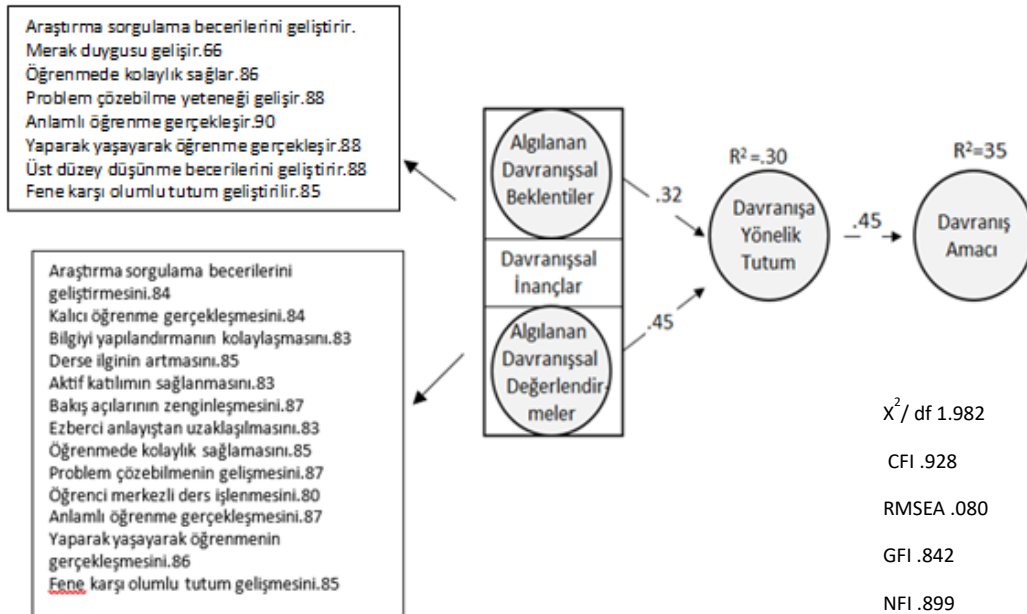 Araştırma sorgulama becerilerini geliştirir.
Merak duygusu gelişir.66
Öğrenmede kolaylık sağlar.86
Problem çözebilme yeteneği gelişir.88
Anlamlı öğrenme gerçekleşir.90
Yaparak yaşayarak öğrenme gerçekleşir.88
Üst düzey düşünme becerilerini geliştirir.88
Fene karşı olumlu tutum geliştirilir.85
Araştırma sorgulama becerilerini
geliştirmesini.84
Kalıcı öğrenme gerçekleşmesini.84
Bilgiyi yapılandırmanın kolaylaşmasını.83
Derse ilginin artmasını.85
Aktif katılımın sağlanmasını.83
Bakış açılarının zenginleşmesini.87
Ezberci anlayıştan uzaklaşılmasını.83
Öğrenmede kolaylık sağlamasını.85
Problem çözebilmenin gelişmesini.87
Öğrenci merkezli ders işlenmesini.80
Anlamlı öğrenme gerçekleşmesini.87
Yaparak yaşayarak öğrenmenin
gerçekleşmesini.86
Fene karşı olumlu tutum gelişmesini.85
Algılanan
Davranışsal
Beklentiler
Davranışsal
İnançlar
Algılanan
Davranışsal
Değerlendir-
meler
.32
.45
R²=.30
Davranışa
Yönelik
Tutum
.45
R²=35
Davranış
Amacı
X²/ df 1.982
CFI .928
RMSEA .080
GFI .842
NFI .899